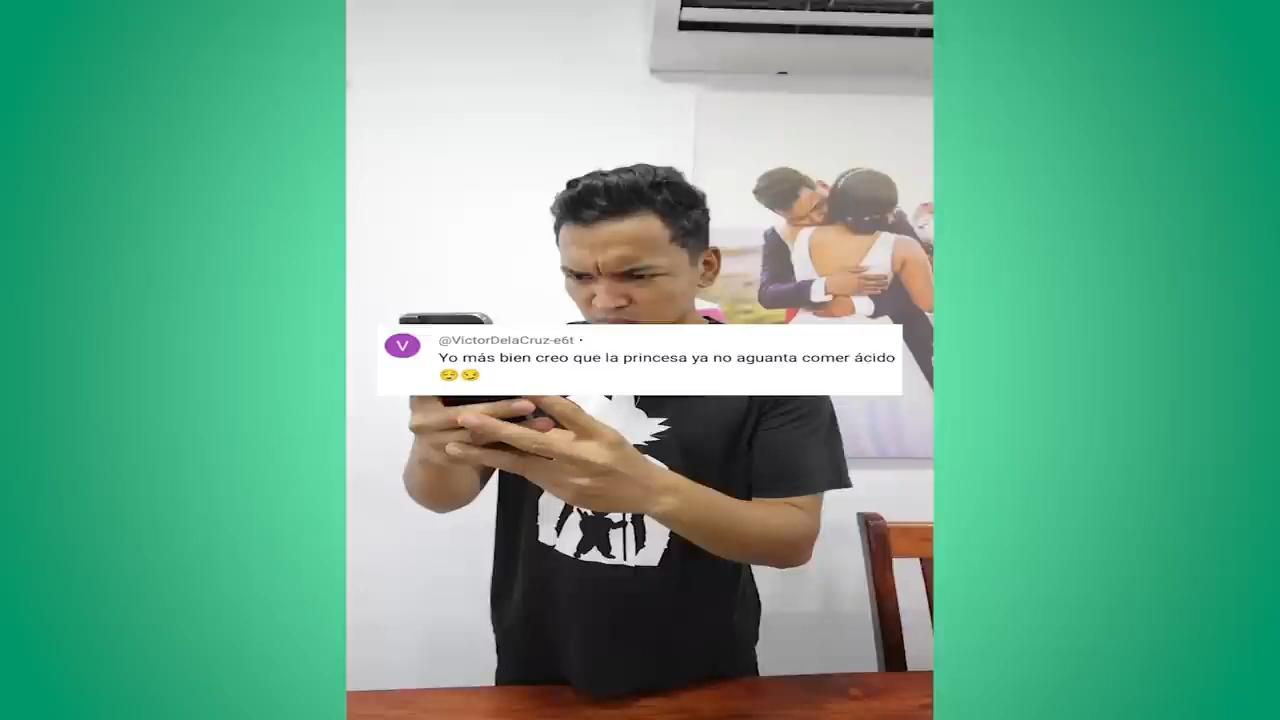 V
@VictorDelaCruz-e6t ·
Yo más bien creo que la princesa ya no aguanta comer ácido
😌😏